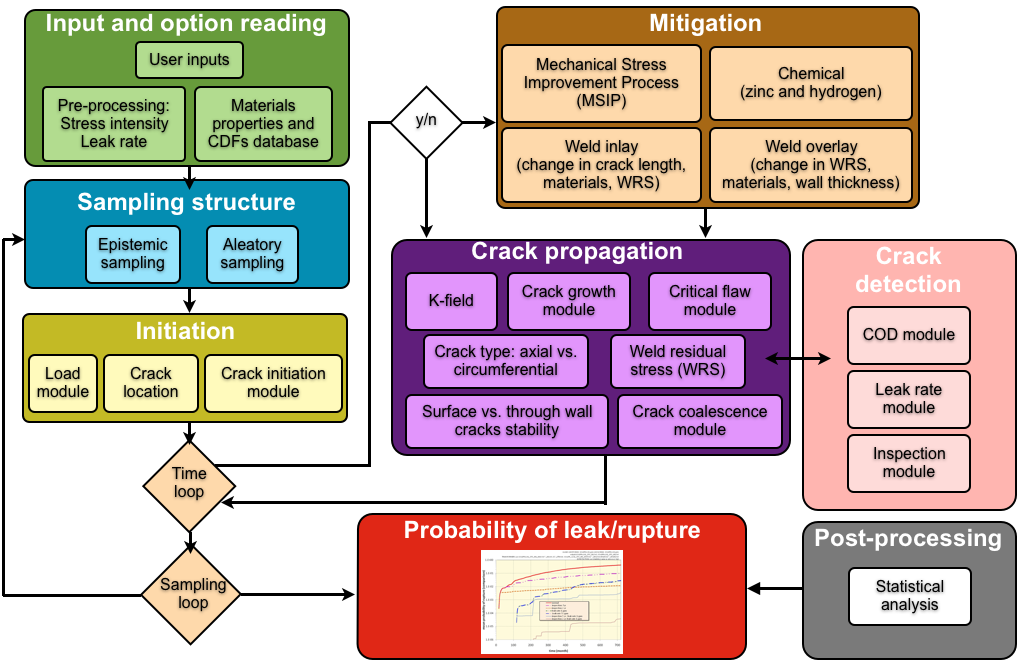 Input and option reading
User inputs
Pre-processing:
Stress intensity
Leak rate
Materials
properties and
CDFs database
Sampling structure
Epistemic
sampling
Aleatory
sampling
Initiation
Load
module
Crack
location
Crack initiation
module
Time
loop
Sampling
loop
y/n
Mitigation
Mechanical Stress
Improvement Process
(MSIP)
Chemical
(zinc and hydrogen)
Weld inlay
(change in crack length,
materials, WRS)
Weld overlay
(change in WRS,
materials, wall thickness)
Crack propagation
K-field
Crack growth
module
Critical flaw
module
Crack type: axial vs.
circumferential
Weld residual
stress (WRS)
Surface vs. through wall
cracks stability
Crack coalescence
module
Crack
detection
COD module
Leak rate
module
Inspection
module
Probability of leak/rupture
Post-processing
Statistical
analysis